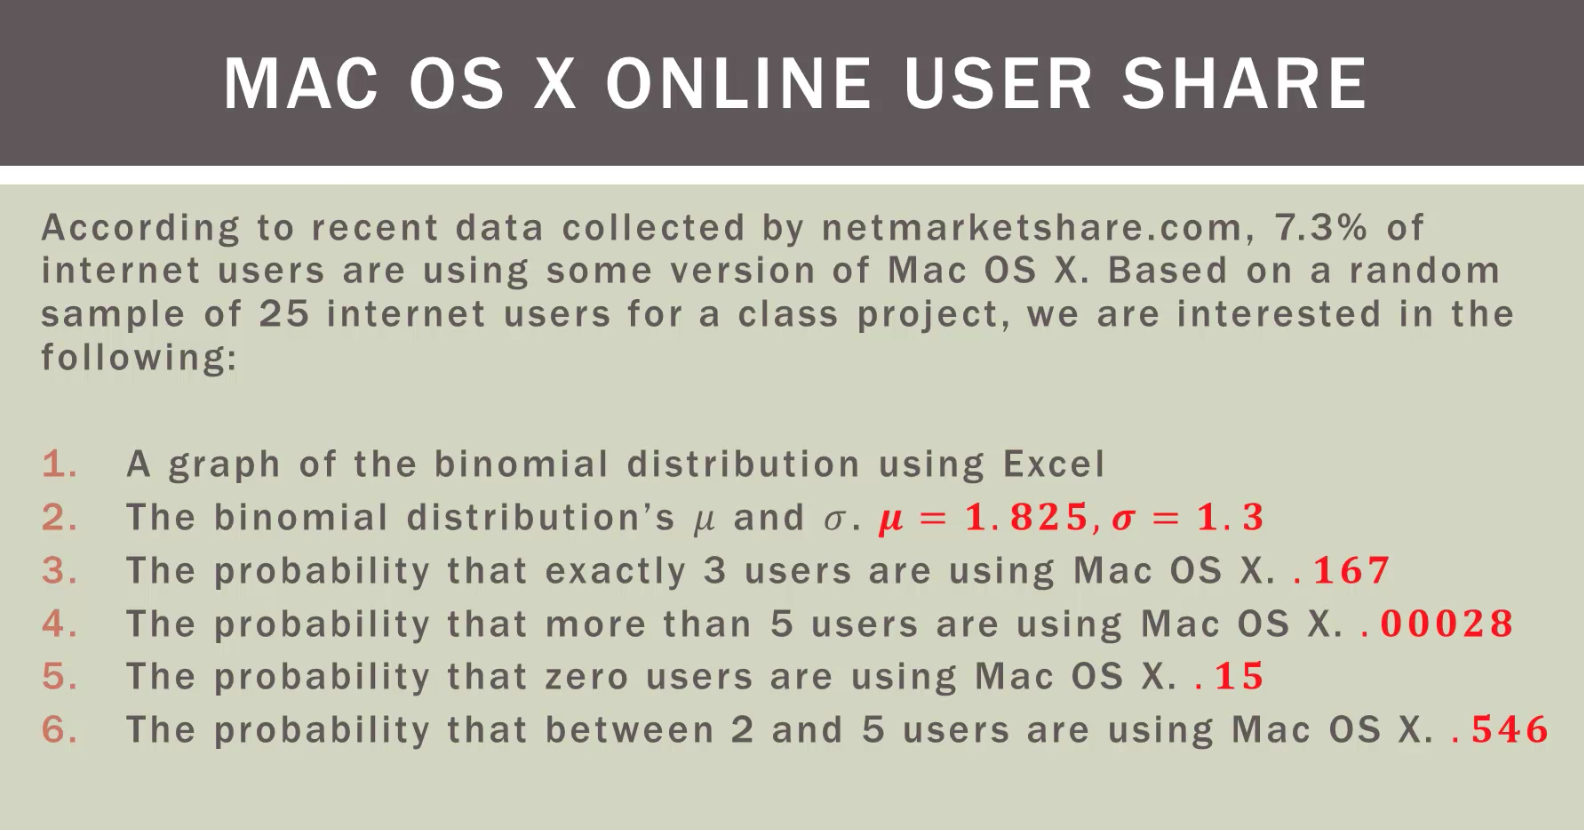 MAC OS X ONLINE USER SHARE
According to recent data collected by netmarketshare.com, 7.3% of
internet users are using some version of Mac OS X. Based on a random
sample of 25 internet users for a class project, we are interested in the
following:
1. A graph of the binomial distribution using Excel
2. The binomial distribution’s μ and σ. μ = 1.825, σ = 1.3
3. The probability that exactly 3 users are using Mac OS X. .167
4. The probability that more than 5 users are using Mac OS X. .00028
5. The probability that zero users are using Mac OS X. .15
6. The probability that between 2 and 5 users are using Mac OS X. .546